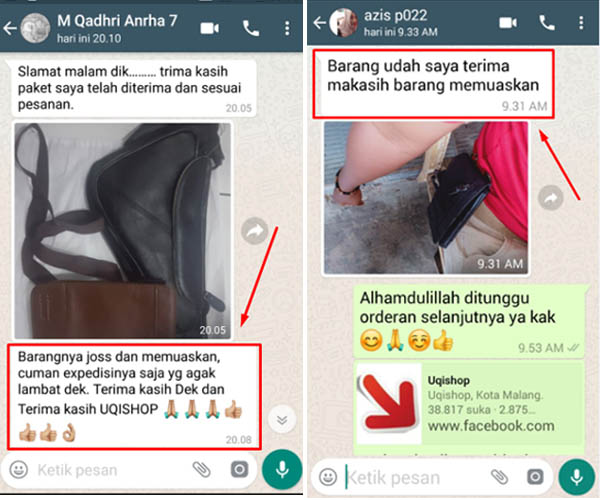 M Qadhri Anrha 7
hari ini 20.10
Slamat malam dik......... trima kasih
paket saya telah diterima dan sesuai
pesanan.
20.05
20.05
Barangnya joss dan memuaskan,
cuman expedisinya saja yg agak
lambat dek. Terima kasih Dek dan
Terima kasih UQISHOP 🙏🙏🙏👍
👍👍👌
20.08
Ketik pesan
azis p022
hari ini 9.33 AM
Barang udah saya terima
makasih barang memuaskan
9.31 AM
9.31 AM
Alhamdulillah ditunggu
orderan selanjutnya ya kak
😊🙏☺👍
9.53 AM
Uqishop
Uqishop, Kota Malang.
38.817 suka · 2.875...
www.facebook.com
Ketik pesan